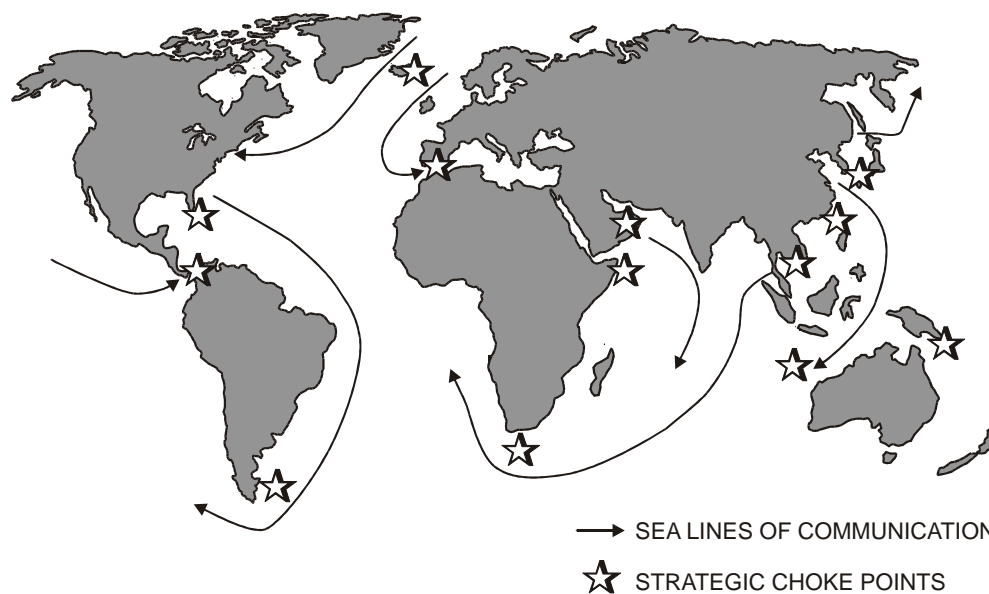 SEA LINES OF COMMUNICATION
STRATEGIC CHOKE POINTS